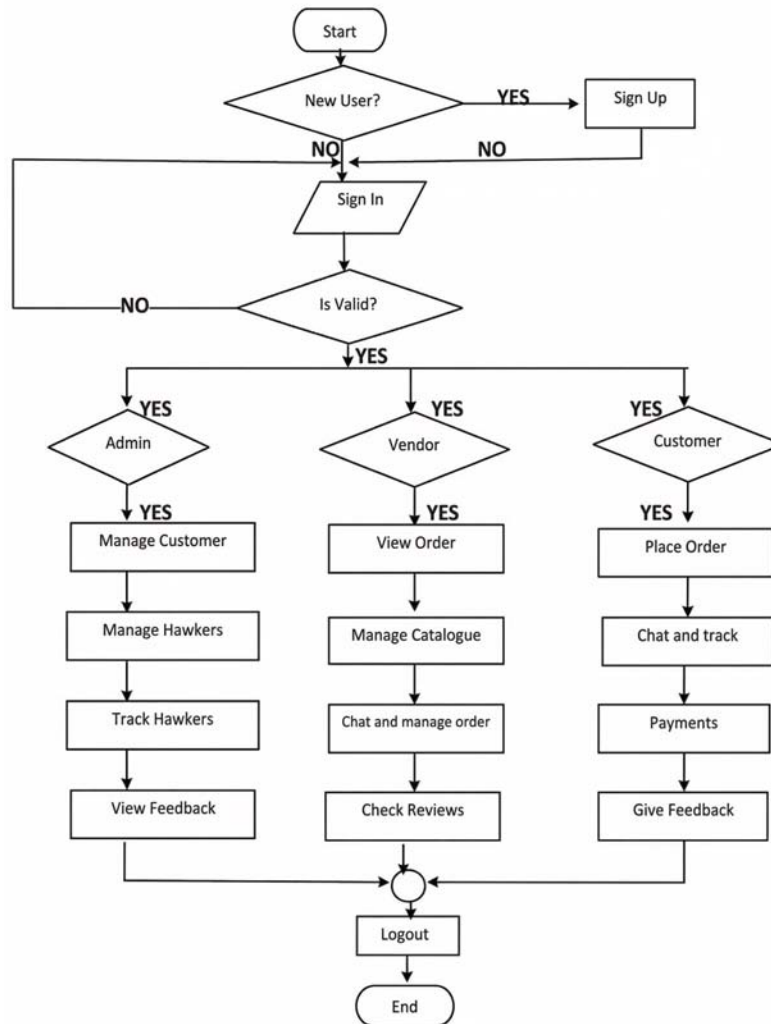 Start
New User?
YES
Sign Up
NO
NO
Sign In
Is Valid?
NO
YES
YES
YES
YES
Admin
Vendor
Customer
YES
YES
YES
Manage Customer
View Order
Place Order
Manage Hawkers
Manage Catalogue
Chat and track
Track Hawkers
Chat and manage order
Payments
View Feedback
Check Reviews
Give Feedback
Logout
End